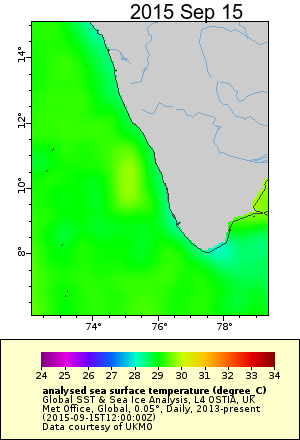 2015 Sep 15
14°
12°
10°
8°
74° 76° 78°
24 25 26 27 28 29 30 31 32 33 34
analysed sea surface temperature (degree_C)
Global SST & Sea Ice Analysis, L4 OSTIA, UK
Met Office, Global, 0.05°, Daily, 2013-present
(2015-09-15T12:00:00Z)
Data courtesy of UKMO